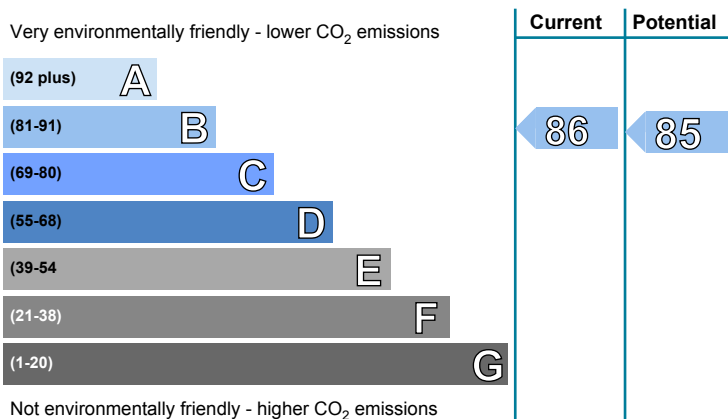 Current Potential
Very environmentally friendly - lower CO2 emissions
(92 plus) A
(81-91) B 86 85
(69-80) C
(55-68) D
(39-54 E
(21-38) F
(1-20) G
Not environmentally friendly - higher CO2 emissions